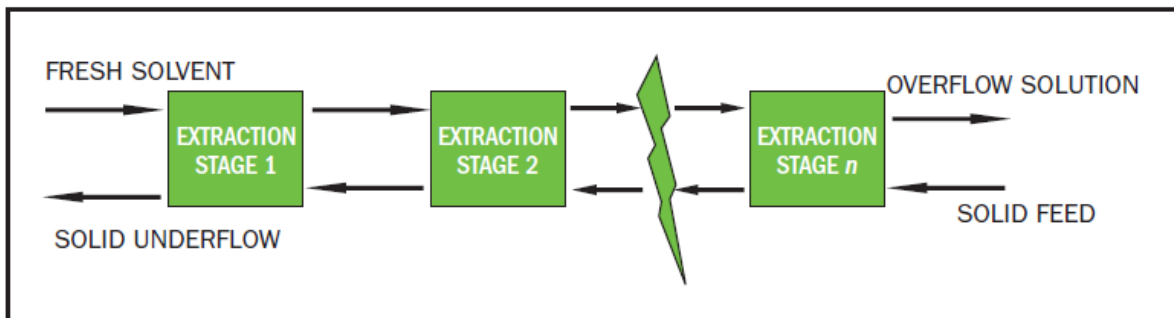 FRESH SOLVENT
OVERFLOW SOLUTION
EXTRACTION
STAGE 1
EXTRACTION
STAGE 2
EXTRACTION
STAGE n
SOLID UNDERFLOW
SOLID FEED